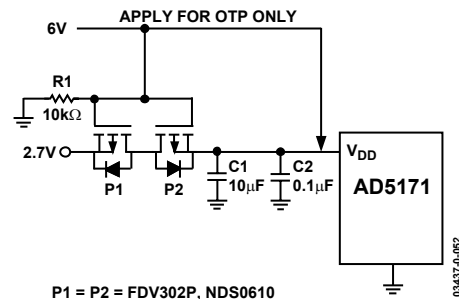 APPLY FOR OTP ONLY
6V
R1
10kΩ
2.7V
P1
P2
C1
10μF
C2
0.1μF
VDD
AD5171
P1 = P2 = FDV302P, NDS0610
03437-0-052